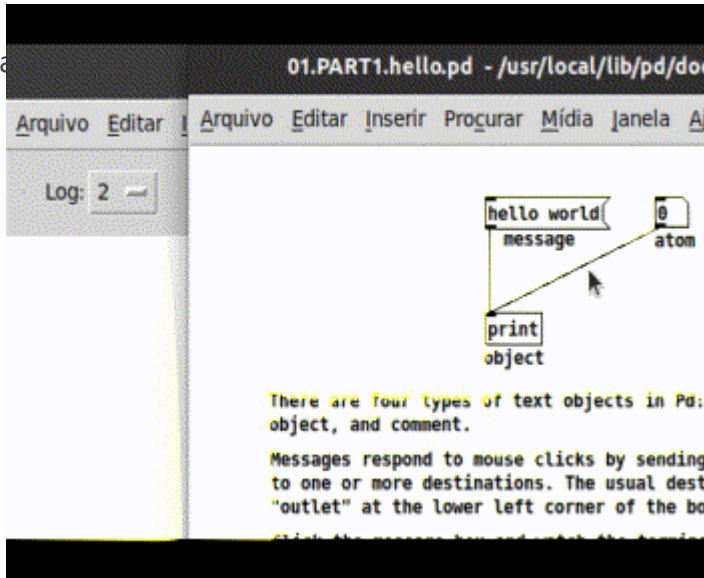 01.PART1.hello.pd - /usr/local/lib/pd/doc
Arquivo Editar
Arquivo Editar Inserir Procurar Mídia Janela
Log: 2
hello world
0
message
atom
print
object
There are four types of text objects in Pd:
object, and comment.
Messages respond to mouse clicks by sending
to one or more destinations. The usual dest
"outlet" at the lower left corner of the bo